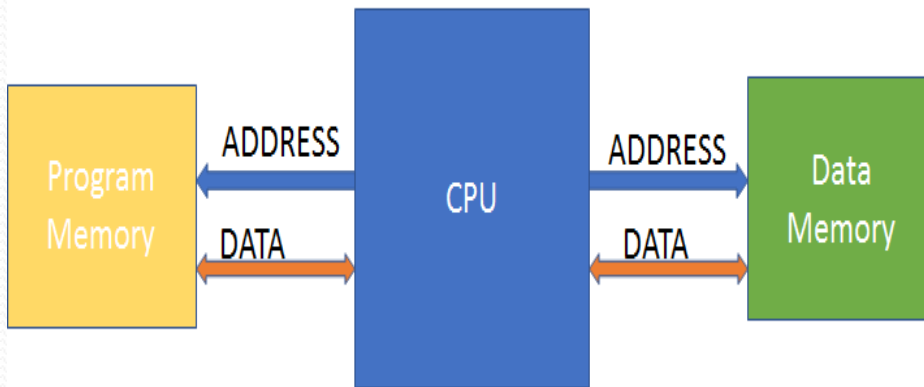 Program
Memory
ADDRESS
DATA
CPU
ADDRESS
DATA
Data
Memory